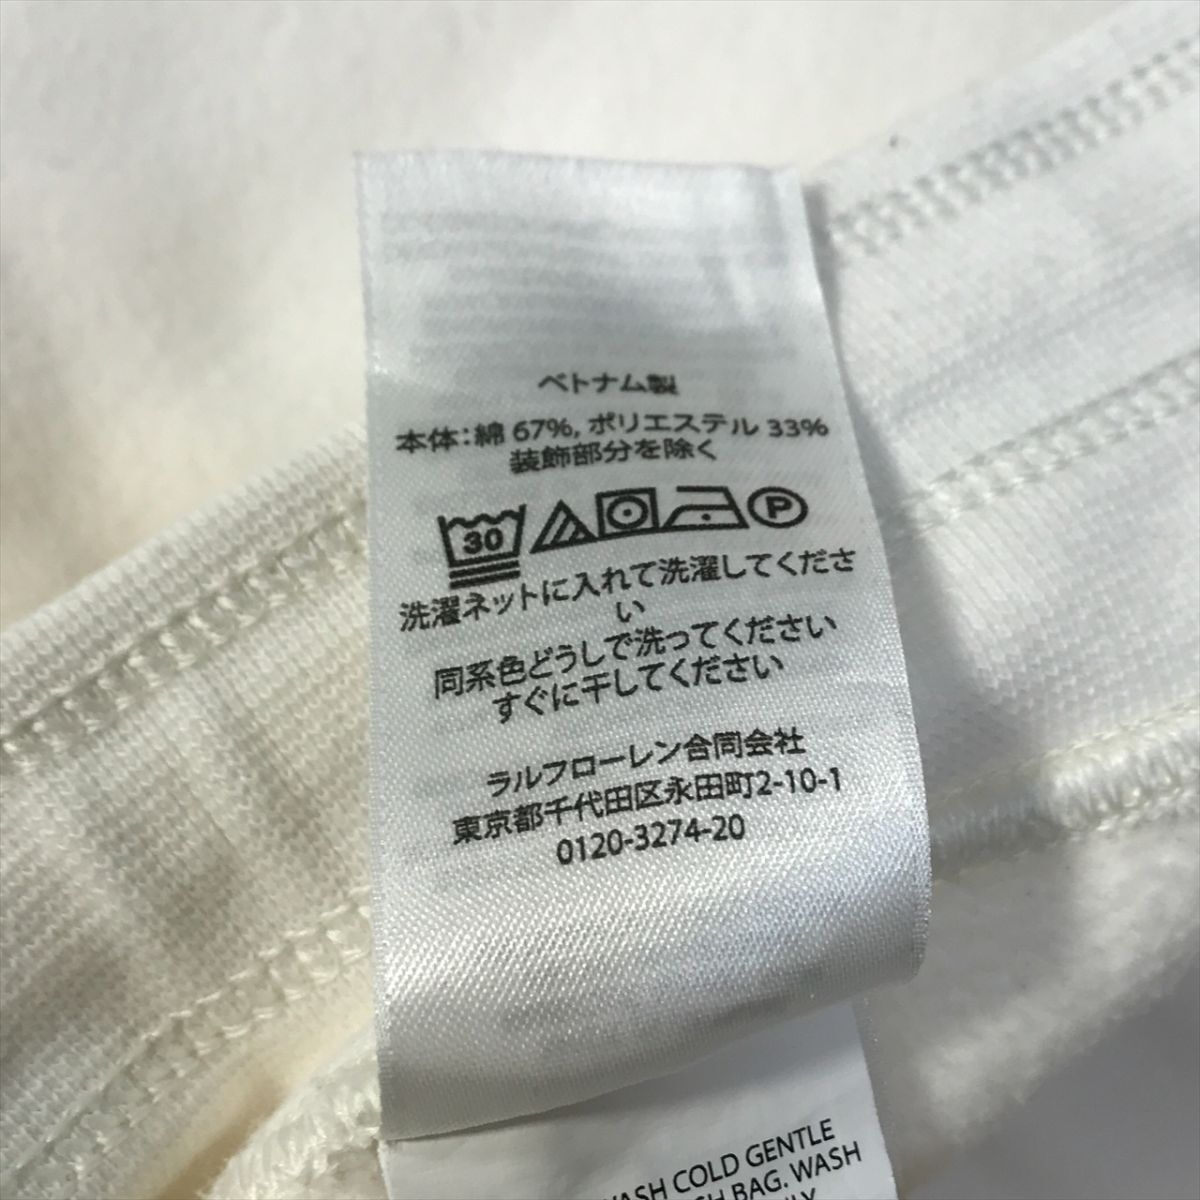 ベトナム製
本体：綿 67%, ポリエステル 33%
装飾部分を除く
30
P
洗濯ネットに入れて洗濯してくださ
い
同系色どうしで洗ってください
すぐに干してください
ラルフローレン合同会社
東京都千代田区永田町2-10-1
0120-3274-20
WASH COLD GENTLE
BAG. WASH